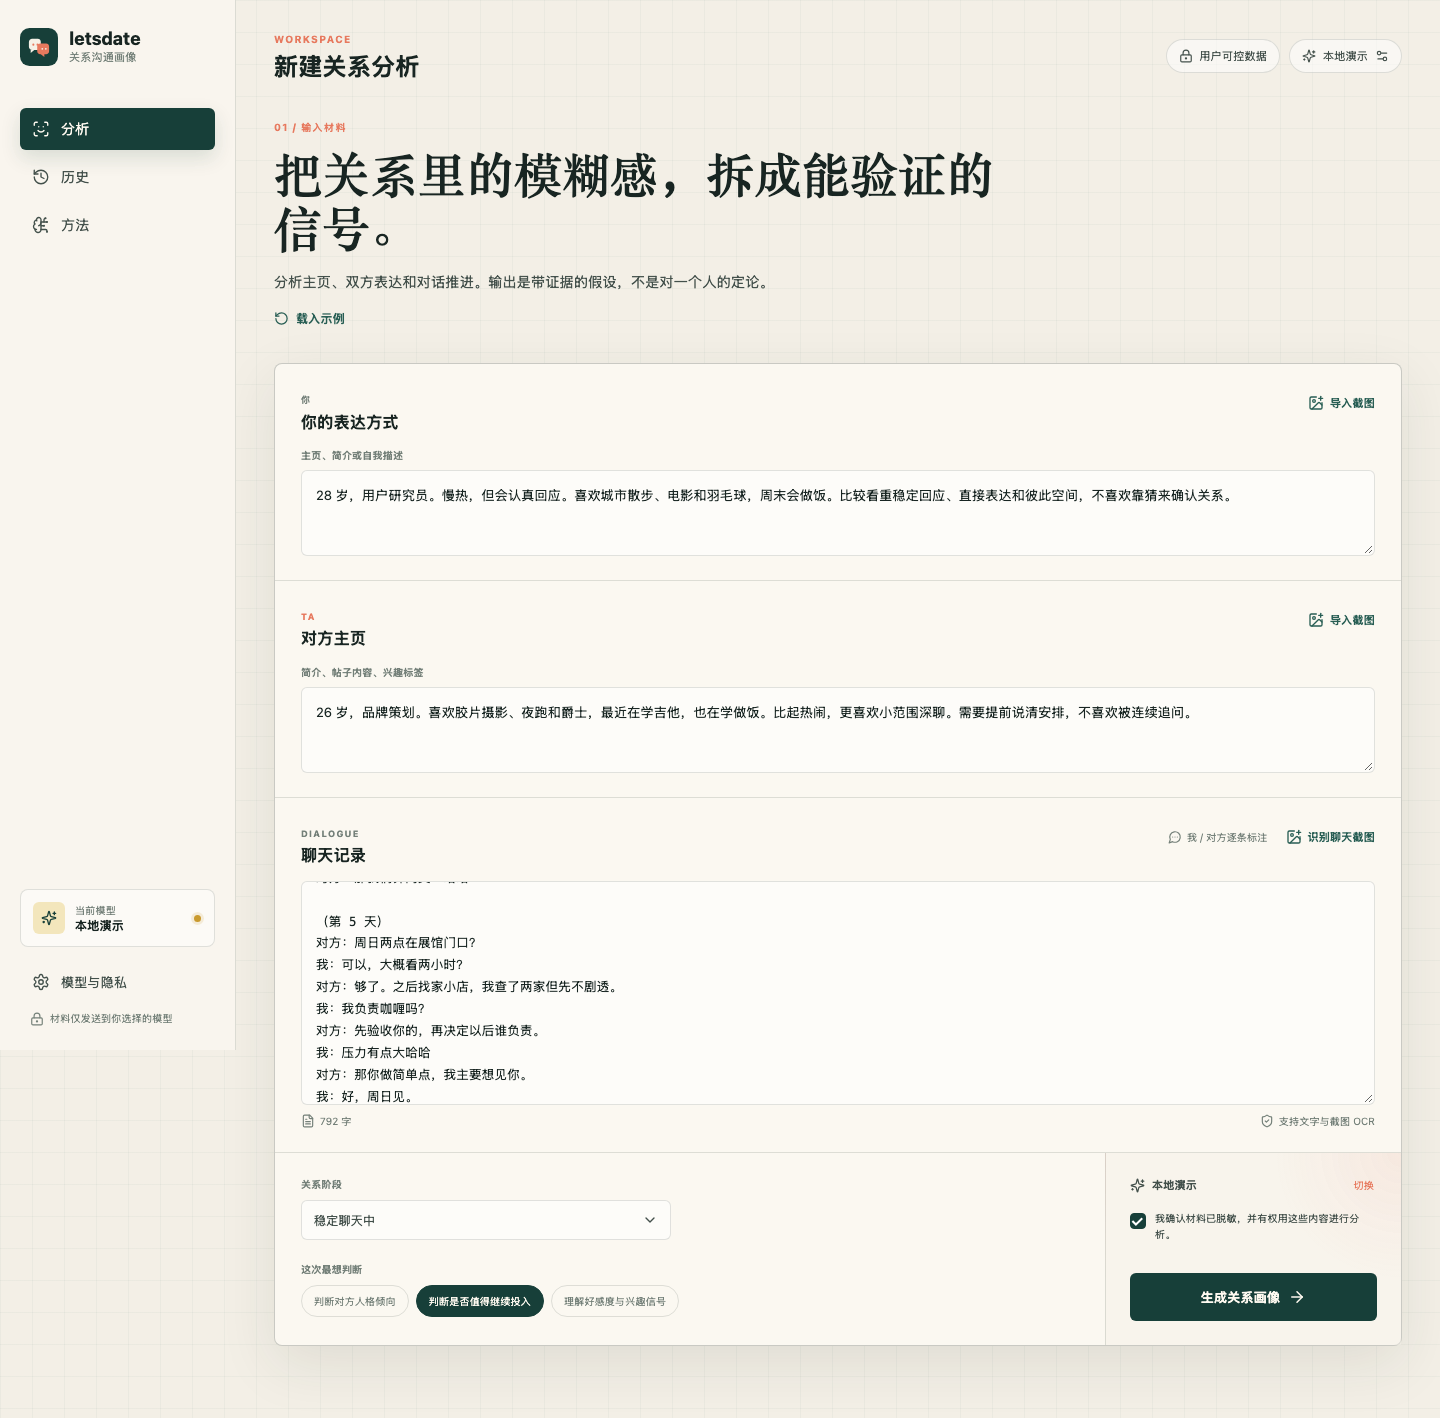 letsdate
关系沟通画像
分析
历史
方法
当前模型
本地演示
模型与隐私
材料仅发送到你选择的模型
WORKSPACE
新建关系分析
用户可控数据
本地演示
01 / 输入材料
把关系里的模糊感，拆成能验证的
信号。
分析主页、双方表达和对话推进。输出是带证据的假设，不是对一个人的定论。
载入示例
你
你的表达方式
导入截图
主页、简介或自我描述
28 岁，用户研究员。慢热，但会认真回应。喜欢城市散步、电影和羽毛球，周末会做饭。比较看重稳定回应、直接表达和彼此空间，不喜欢靠猜来确认关系。
TA
对方主页
导入截图
简介、帖子内容、兴趣标签
26 岁，品牌策划。喜欢胶片摄影、夜跑和爵士，最近在学吉他，也在学做饭。比起热闹，更喜欢小范围深聊。需要提前说清安排，不喜欢被连续追问。
DIALOGUE
聊天记录
我 / 对方逐条标注
识别聊天截图
（第 5 天）
对方：周日两点在展馆门口？
我：可以，大概看两小时？
对方：够了。之后找家小店，我查了两家但先不剧透。
我：我负责咖喱吗？
对方：先验收你的，再决定以后谁负责。
我：压力有点大哈哈
对方：那你做简单点，我主要想见你。
我：好，周日见。
792 字
支持文字与截图 OCR
关系阶段
稳定聊天中
这次最想判断
判断对方人格倾向
判断是否值得继续投入
理解好感度与兴趣信号
本地演示
切换
我确认材料已脱敏，并有权用这些内容进行分
析。
生成关系画像